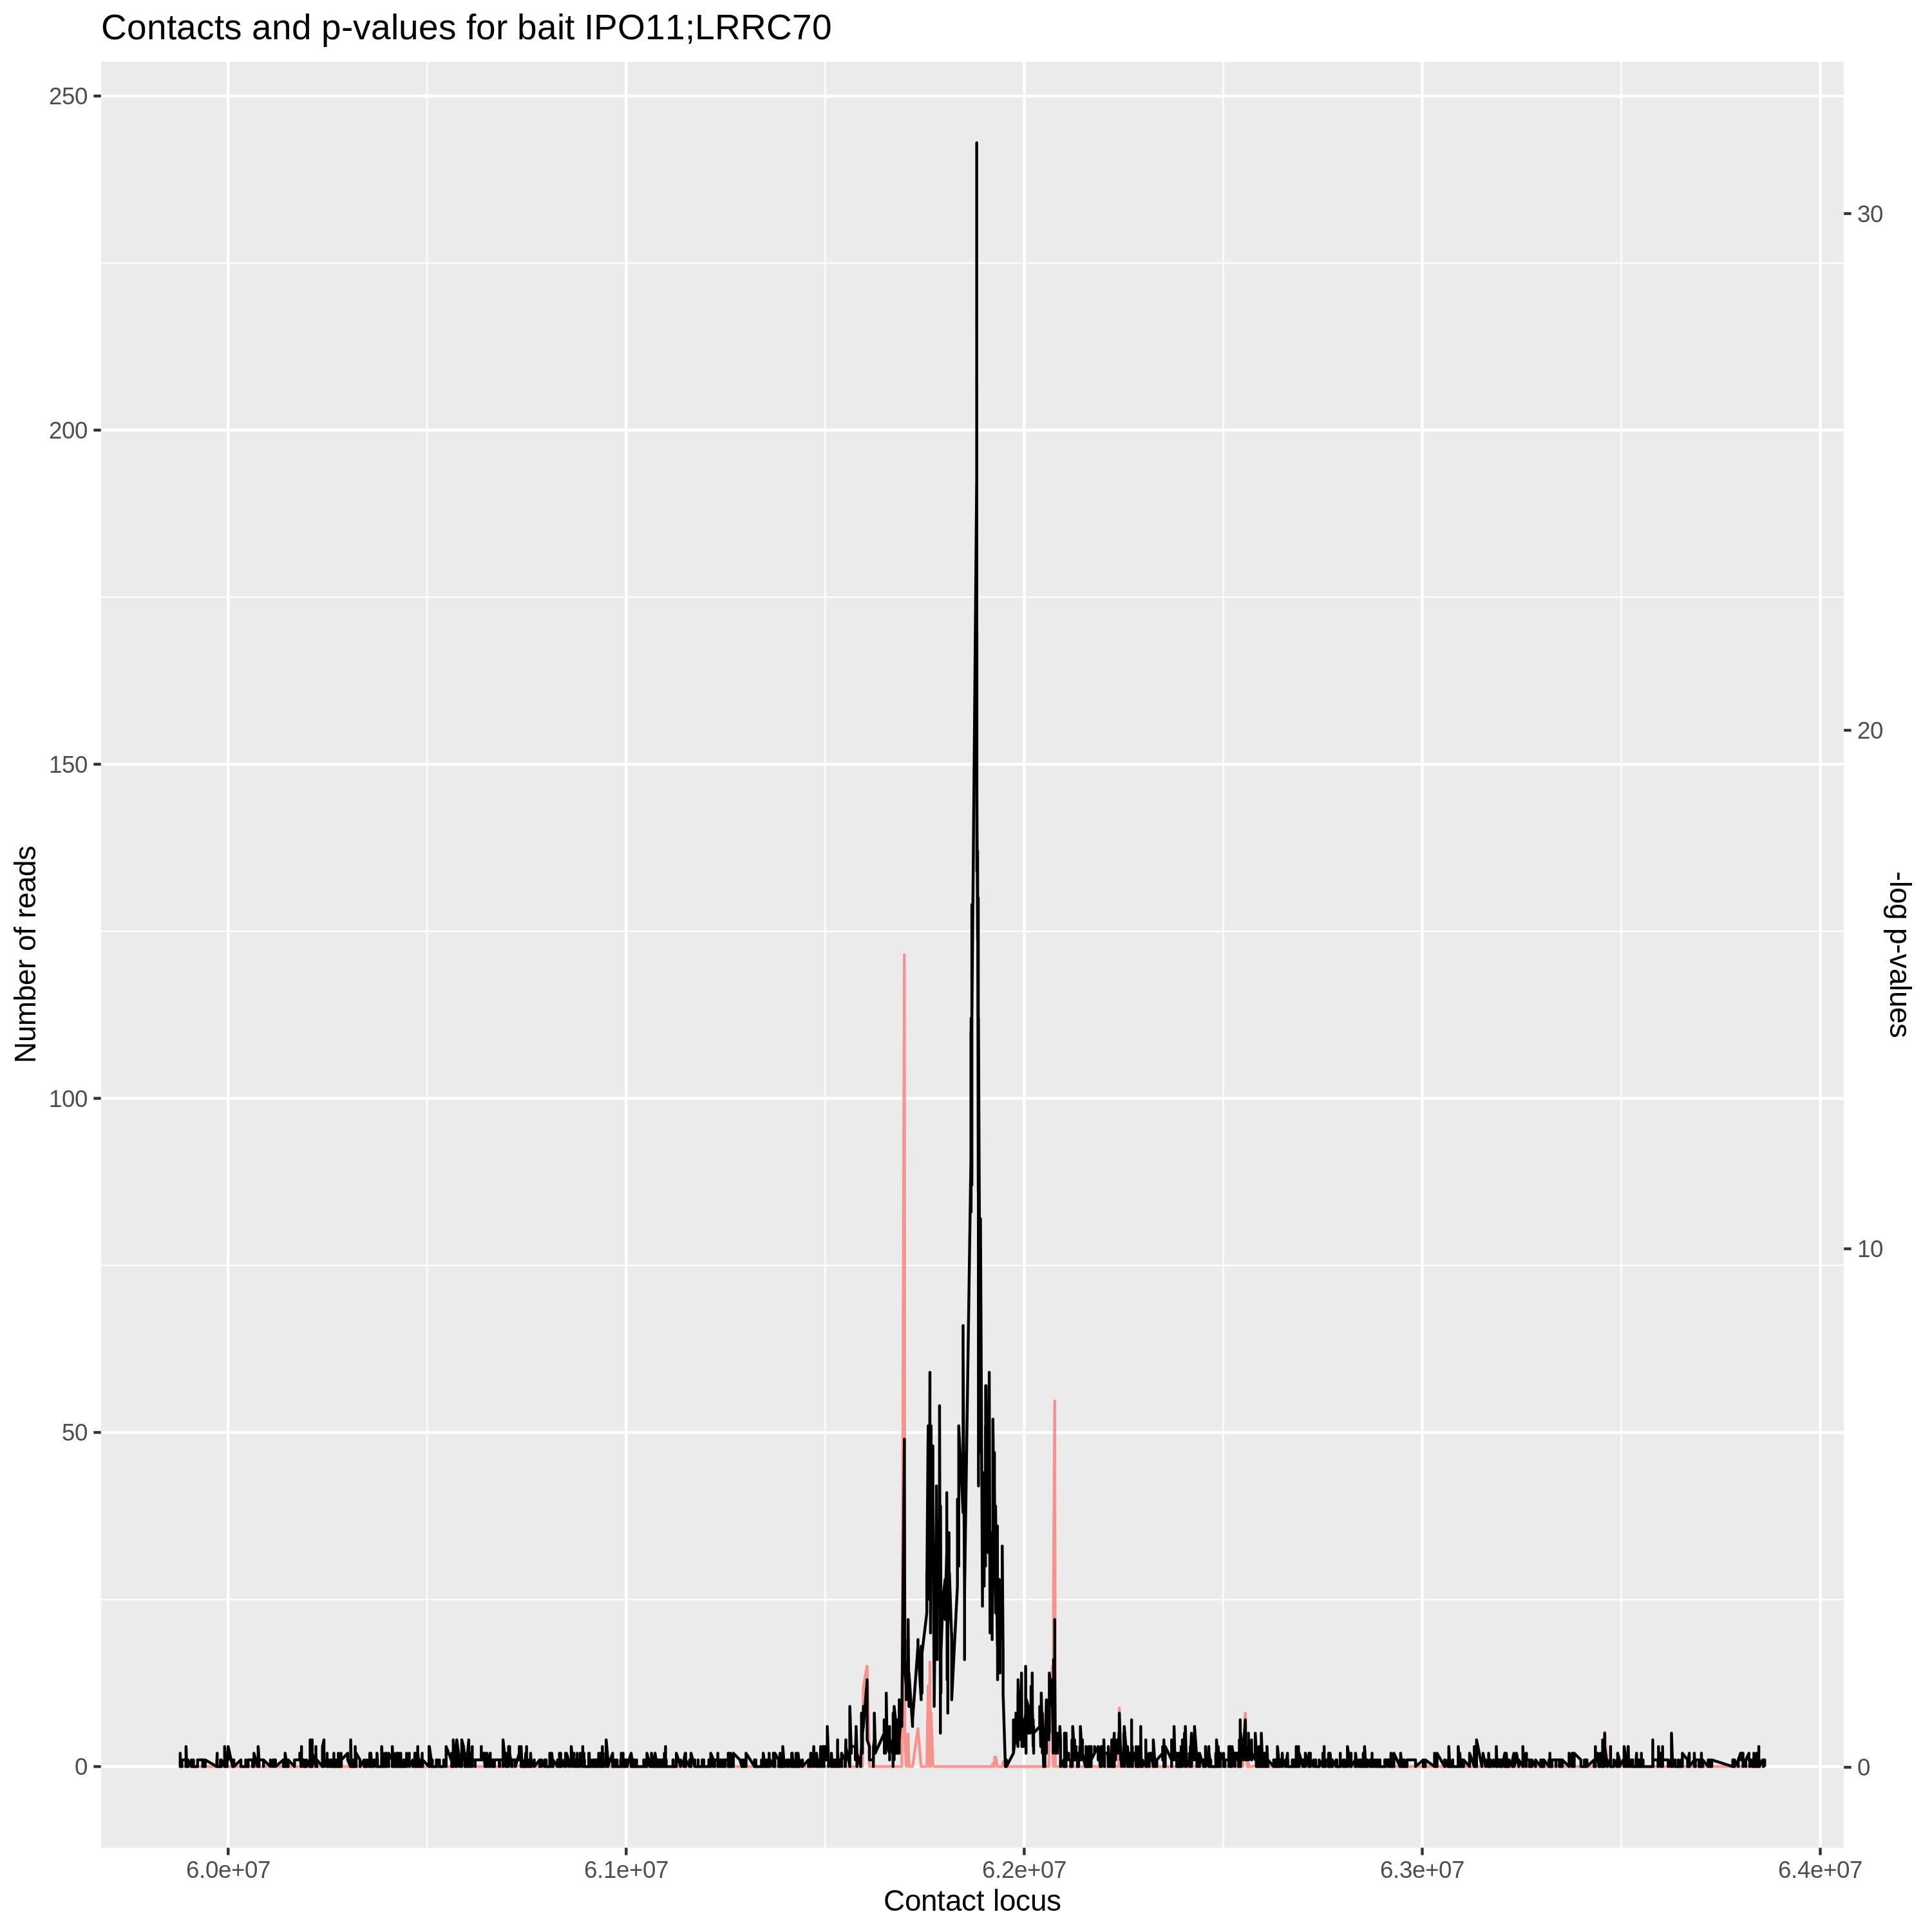 Contacts and p-values for bait IPO11;LRRC70
250
200
150
100
50
0
30
20
10
0
Number of reads
-log p-values
6.0e+07
6.1e+07
6.2e+07
6.3e+07
6.4e+07
Contact locus